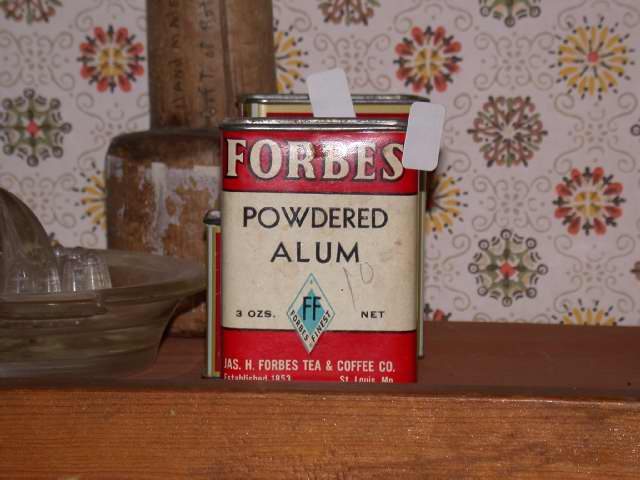 FORBES
POWDERED
ALUM
10
3 OZS. NET
FF
FORBES FINEST
JAS. H. FORBES TEA & COFFEE CO.
Established 1853 St. Louis, Mo.